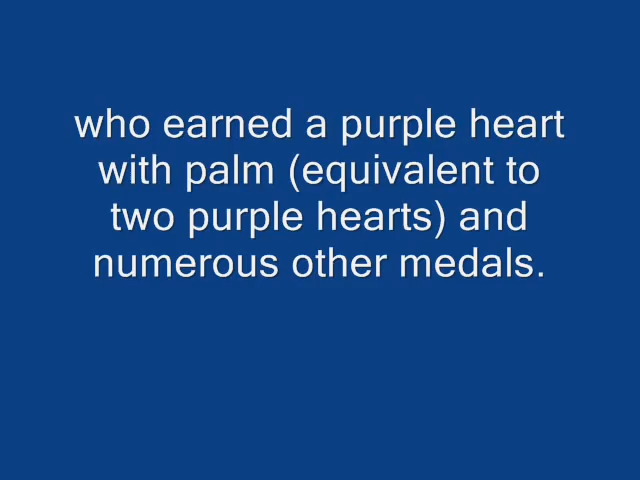 who earned a purple heart
with palm (equivalent to
two purple hearts) and
numerous other medals.